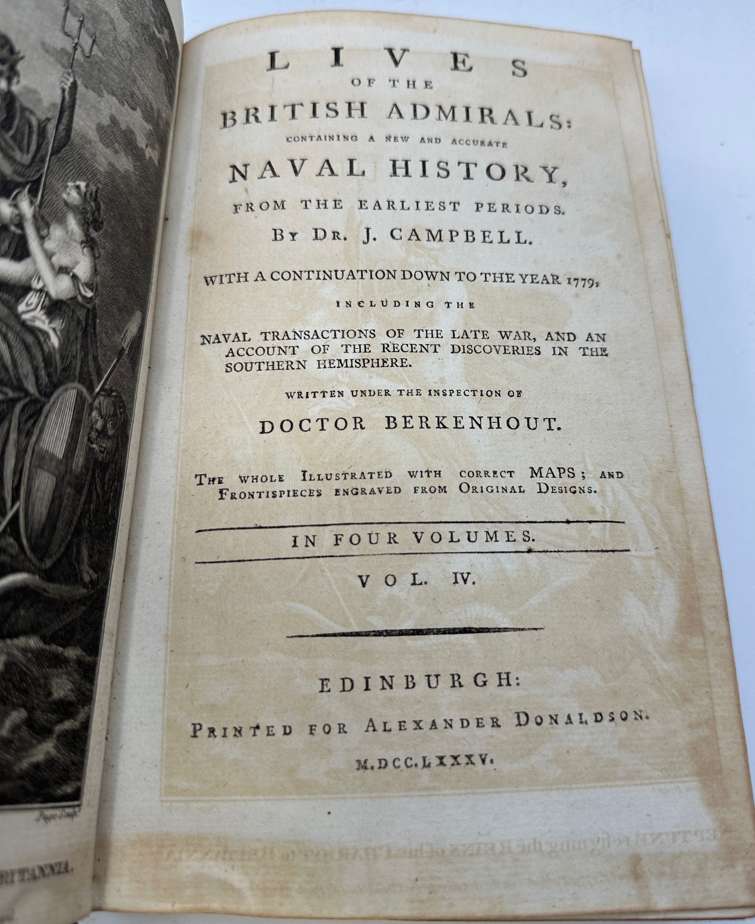 LIVES
OF THE
BRITISH ADMIRALS:
CONTAINING A NEW AND ACCURATE
NAVAL HISTORY,
FROM THE EARLIEST PERIODS.
BY DR. J. CAMPBELL.
WITH A CONTINUATION DOWN TO THE YEAR 1779,
INCLUDING THE
NAVAL TRANSACTIONS OF THE LATE WAR, AND AN
ACCOUNT OF THE RECENT DISCOVERIES IN THE
SOUTHERN HEMISPHERE.
WRITTEN UNDER THE INSPECTION OF
DOCTOR BERKENHOUT.
THE WHOLE ILLUSTRATED WITH CORRECT MAPS; AND
FRONTISPIECES ENGRAVED FROM ORIGINAL DESIGNS.
IN FOUR VOLUMES.
VOL. IV.
EDINBURGH:
PRINTED FOR ALEXANDER DONALDSON.
M.DCC.LXXXV.
RITANNIA.